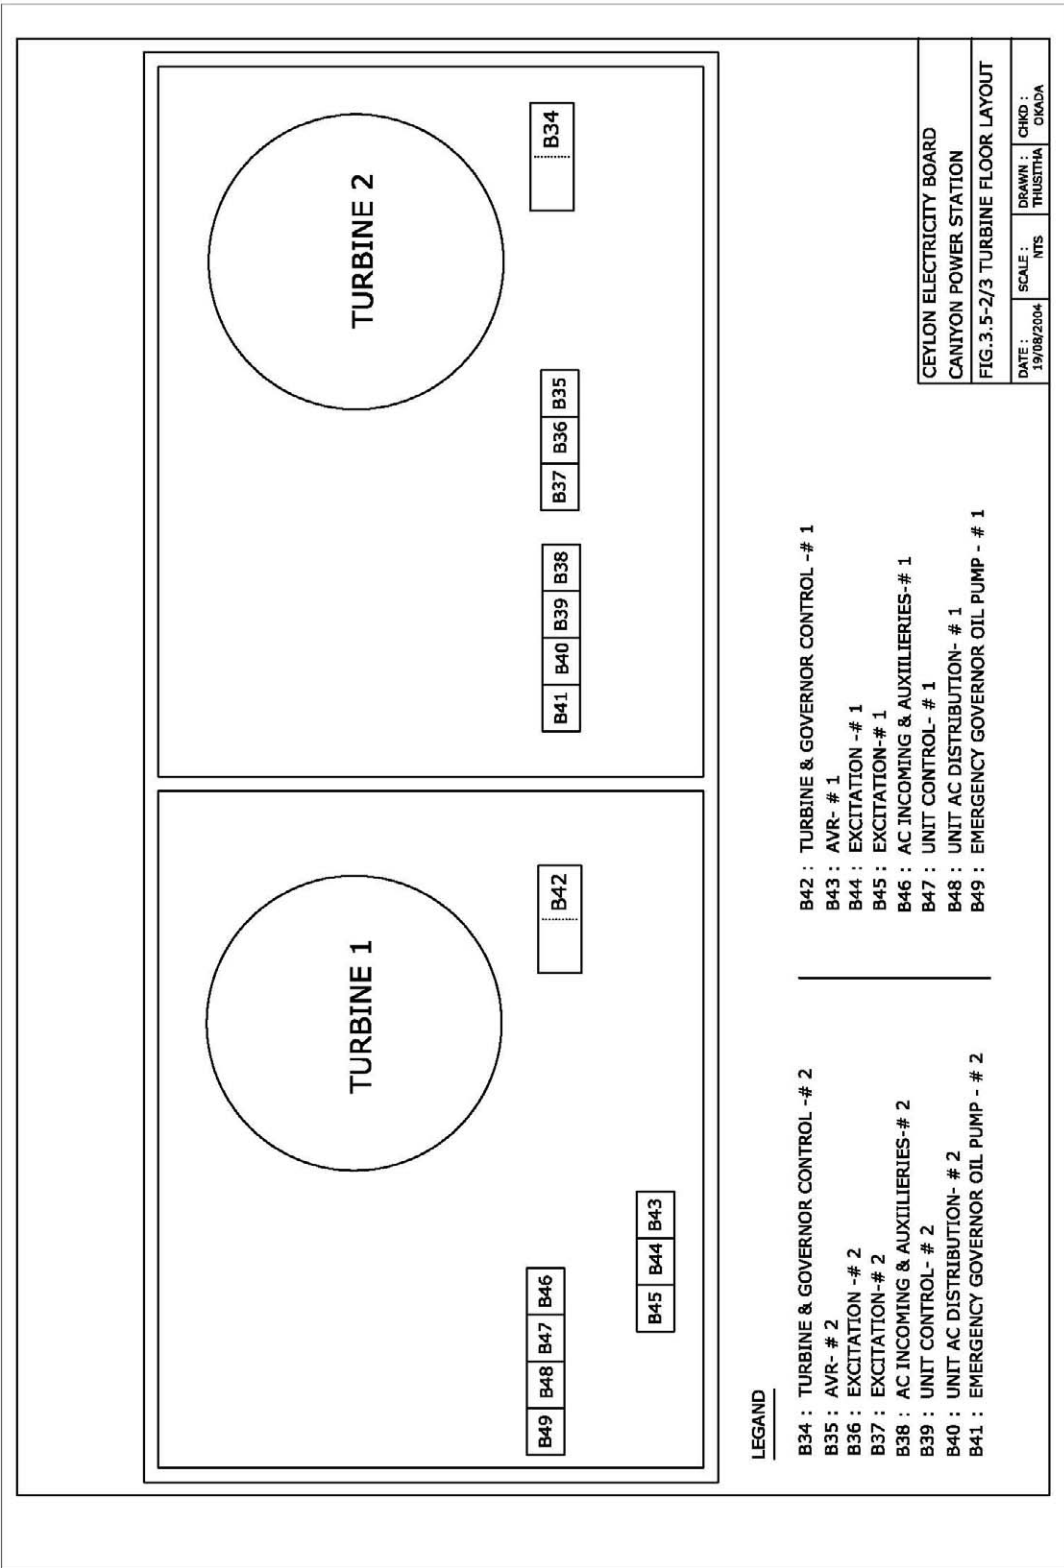 TURBINE 1
TURBINE 2
B42
B34
B49 B48 B47 B46
B45 B44 B43
B41 B40 B39 B38
B37 B36 B35
LEGAND
B34 : TURBINE & GOVERNOR CONTROL -# 2
B35 : AVR- # 2
B36 : EXCITATION -# 2
B37 : EXCITATION-# 2
B38 : AC INCOMING & AUXIILIERIES-# 2
B39 : UNIT CONTROL- # 2
B40 : UNIT AC DISTRIBUTION- # 2
B41 : EMERGENCY GOVERNOR OIL PUMP - # 2
B42 : TURBINE & GOVERNOR CONTROL -# 1
B43 : AVR- # 1
B44 : EXCITATION -# 1
B45 : EXCITATION-# 1
B46 : AC INCOMING & AUXIILIERIES-# 1
B47 : UNIT CONTROL- # 1
B48 : UNIT AC DISTRIBUTION- # 1
B49 : EMERGENCY GOVERNOR OIL PUMP - # 1
CEYLON ELECTRICITY BOARD
CANIYON POWER STATION
FIG.3.5-2/3 TURBINE FLOOR LAYOUT
DATE :
19/08/2004
SCALE :
NTS
DRAWN :
THUSITHA
CHKD :
OKADA